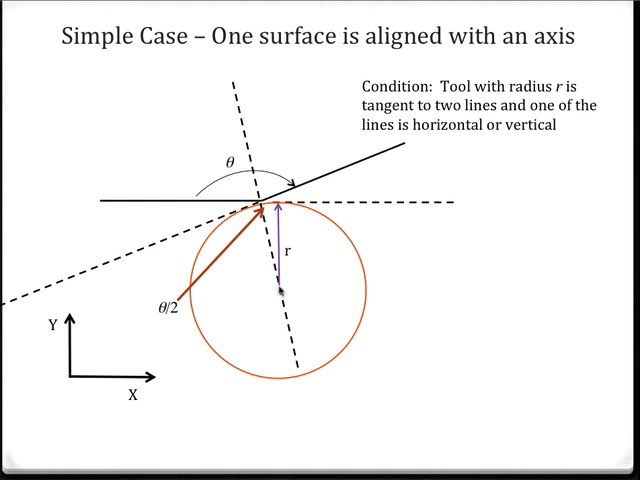 Simple Case – One surface is aligned with an axis
Condition: Tool with radius r is
tangent to two lines and one of the
lines is horizontal or vertical
θ
r
θ/2
Y
X